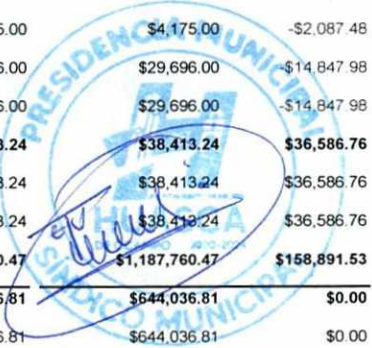 6.00 $4,175.00 -$2,087.48
6.00 $29,696.00 -$14,847.98
6.00 $29,696.00 -$14,847.98
3.24 $38,413.24 $36,586.76
3.24 $38,413.24 $36,586.76
3.24 $38,413.24 $36,586.76
0.47 $1,187,760.47 $158,891.53
6.81 $644,036.81 $0.00
6.81 $644,036.81 $0.00
PRESIDENCIA MUNICIPAL
SÍNDICO MUNICIPAL